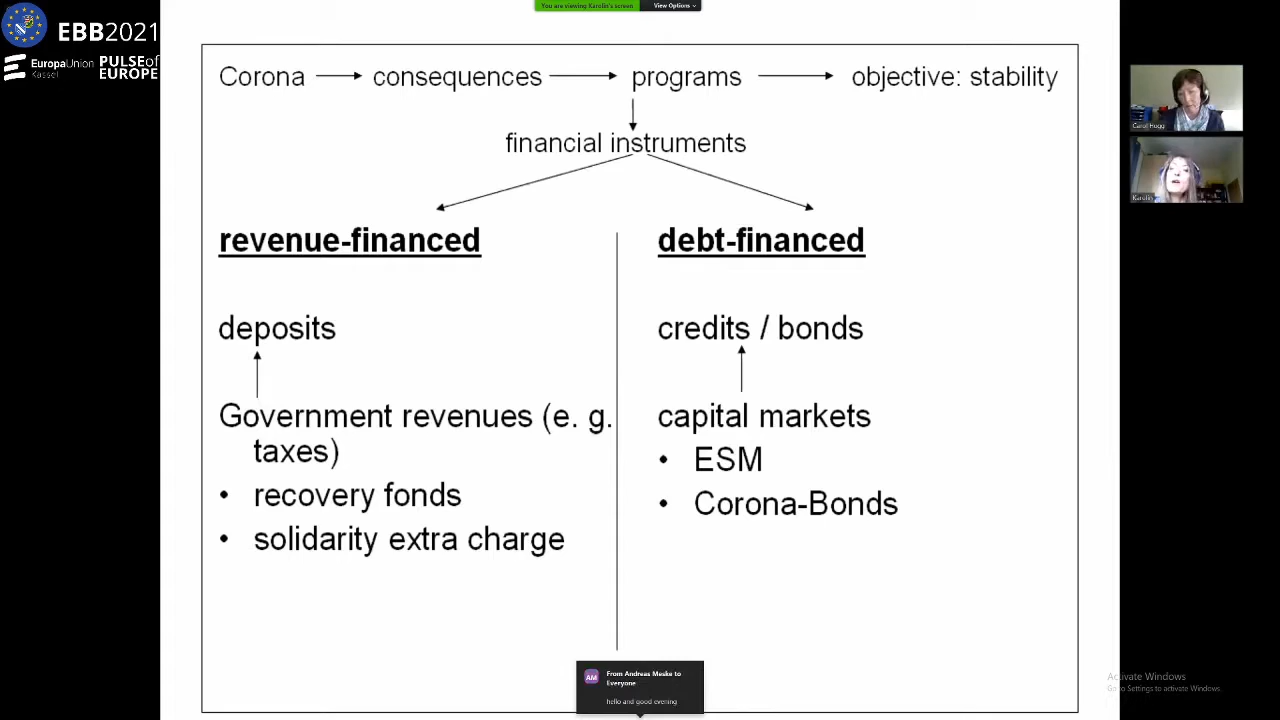 You are viewing Karolin's screen
View Options
EBB2021
EuropaUnion
Kassel
PULSE of
EUROPE
Corona
consequences
programs
objective: stability
financial instruments
revenue-financed
debt-financed
deposits
credits / bonds
Government revenues (e. g.
taxes)
• recovery fonds
• solidarity extra charge
capital markets
• ESM
• Corona-Bonds
Carol Hogg
Karolin
AM
From Andreas Meske to
Everyone
hello and good evening
Activate Windows
Go to Settings to activate Windows